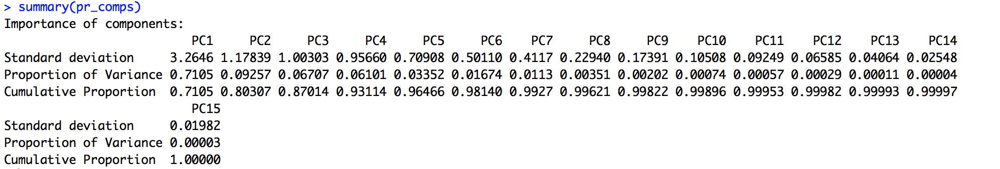 > summary(pr_comps)
Importance of components:
                          PC1     PC2     PC3     PC4     PC5     PC6    PC7     PC8     PC9    PC10    PC11    PC12    PC13    PC14
Standard deviation     3.2646 1.17839 1.00303 0.95660 0.70908 0.50110 0.4117 0.22940 0.17391 0.10508 0.09249 0.06585 0.04064 0.02548
Proportion of Variance 0.7105 0.09257 0.06707 0.06101 0.03352 0.01674 0.0113 0.00351 0.00202 0.00074 0.00057 0.00029 0.00011 0.00004
Cumulative Proportion  0.7105 0.80307 0.87014 0.93114 0.96466 0.98140 0.9927 0.99621 0.99822 0.99896 0.99953 0.99982 0.99993 0.99997
                          PC15
Standard deviation     0.01982
Proportion of Variance 0.00003
Cumulative Proportion  1.00000